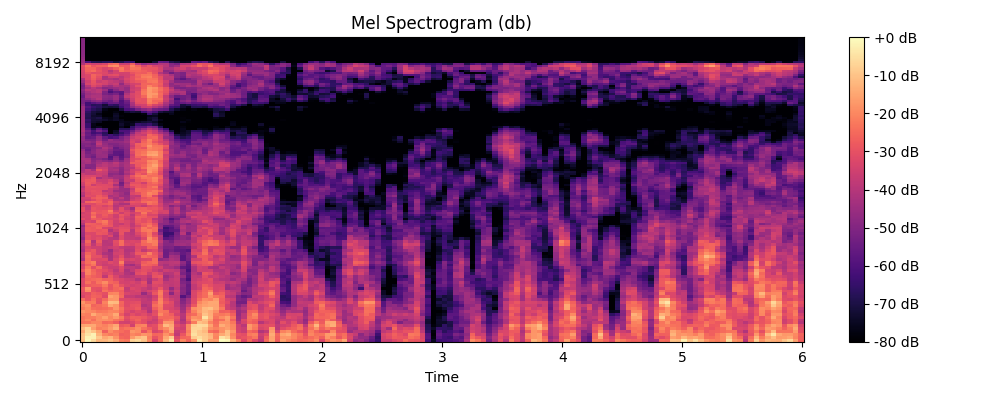 Mel Spectrogram (db)
Hz
8192
4096
2048
1024
512
0
0 1 2 3 4 5 6
Time
+0 dB
-10 dB
-20 dB
-30 dB
-40 dB
-50 dB
-60 dB
-70 dB
-80 dB